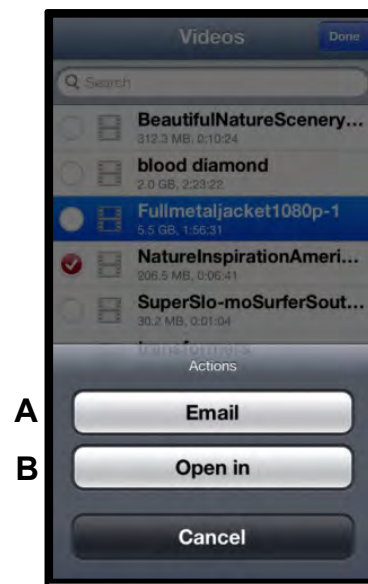 Videos Done
Search
BeautifulNatureScenery...
312.3 MB, 0:10:24
blood diamond
2.0 GB, 2:23:22
Fullmetaljacket1080p-1
5.5 GB, 1:56:31
NatureInspirationAmeri...
206.5 MB, 0:06:41
SuperSlo-moSurferSout...
30.2 MB, 0:01:04
transformers
Actions
A Email
B Open in
Cancel